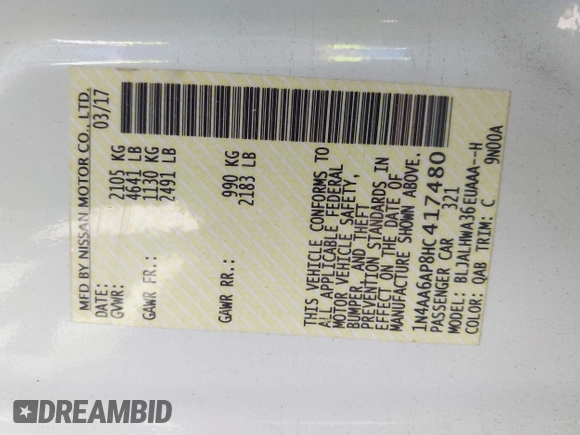 MFD BY NISSAN MOTOR CO., LTD.
DATE: 03/17
GVWR: 2105 KG
4641 LB
GAWR FR.: 1130 KG
2491 LB
GAWR RR.: 990 KG
2183 LB
THIS VEHICLE CONFORMS TO
ALL APPLICABLE FEDERAL
MOTOR VEHICLE SAFETY,
BUMPER, AND THEFT
PREVENTION STANDARDS IN
EFFECT ON THE DATE OF
MANUFACTURE SHOWN ABOVE.
1N4AA6AP8HC417480
PASSENGER CAR 321
MODEL: BLJALHWA36EUAAA--H
COLOR: QAB TRIM: C 9N00A
DREAMBID